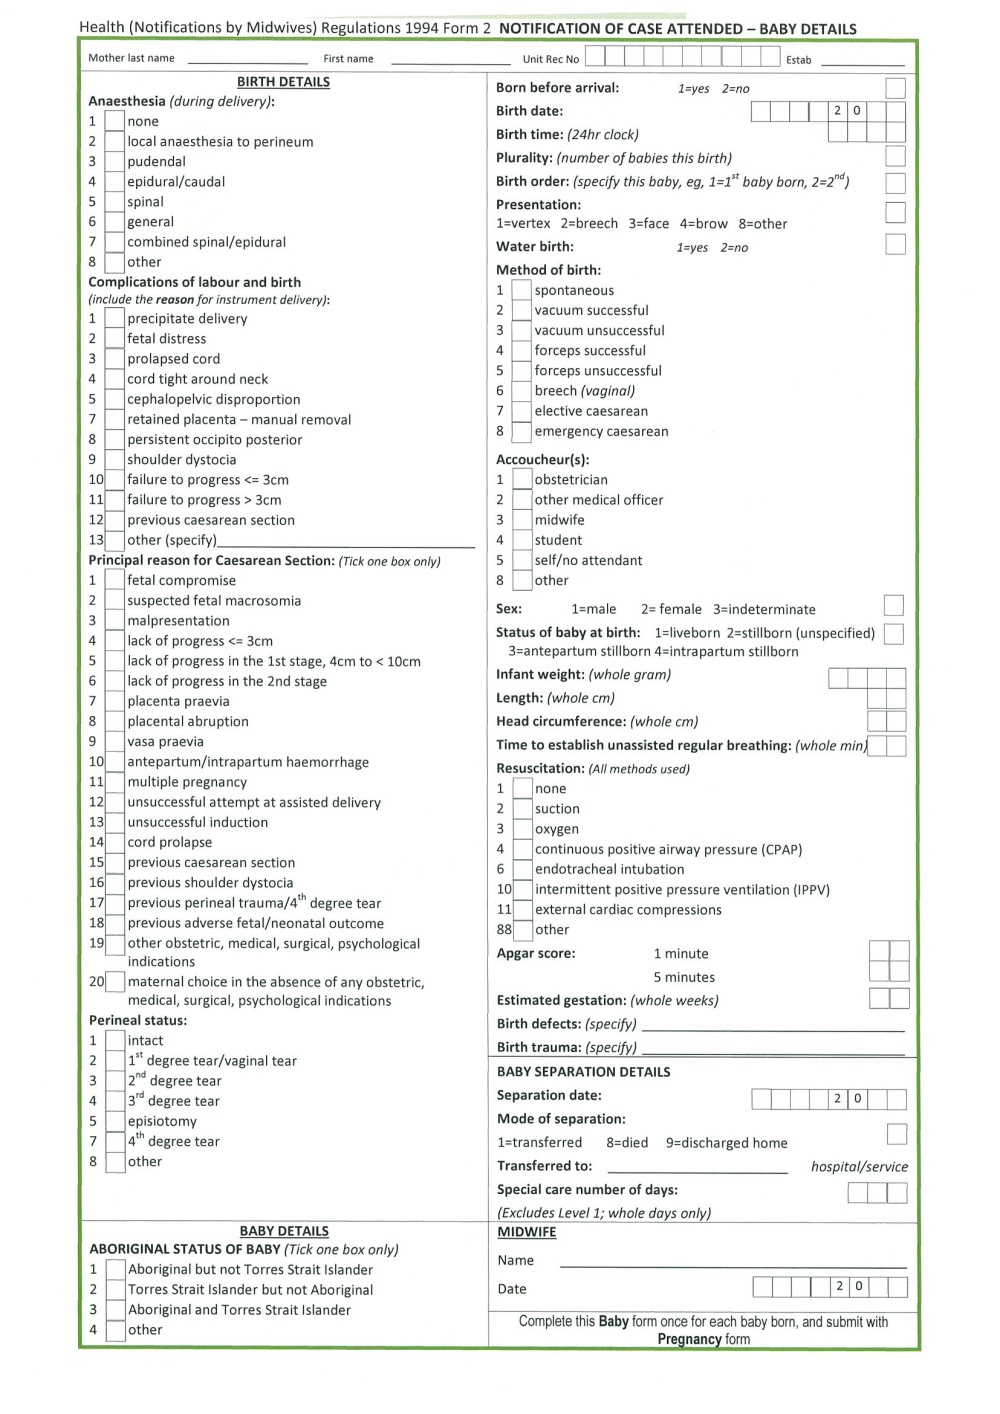 Health (Notifications by Midwives) Regulations 1994 Form 2 NOTIFICATION OF CASE ATTENDED – BABY DETAILS
Mother last name ____ First name ____ Unit Rec No Estab ____
BIRTH DETAILS
Anaesthesia (during delivery):
1 none
2 local anaesthesia to perineum
3 pudendal
4 epidural/caudal
5 spinal
6 general
7 combined spinal/epidural
8 other
Complications of labour and birth
(include the reason for instrument delivery):
1 precipitate delivery
2 fetal distress
3 prolapsed cord
4 cord tight around neck
5 cephalopelvic disproportion
7 retained placenta – manual removal
8 persistent occipito posterior
9 shoulder dystocia
10 failure to progress <= 3cm
11 failure to progress > 3cm
12 previous caesarean section
13 other (specify)____
Principal reason for Caesarean Section: (Tick one box only)
1 fetal compromise
2 suspected fetal macrosomia
3 malpresentation
4 lack of progress <= 3cm
5 lack of progress in the 1st stage, 4cm to < 10cm
6 lack of progress in the 2nd stage
7 placenta praevia
8 placental abruption
9 vasa praevia
10 antepartum/intrapartum haemorrhage
11 multiple pregnancy
12 unsuccessful attempt at assisted delivery
13 unsuccessful induction
14 cord prolapse
15 previous caesarean section
16 previous shoulder dystocia
17 previous perineal trauma/4th degree tear
18 previous adverse fetal/neonatal outcome
19 other obstetric, medical, surgical, psychological
indications
20 maternal choice in the absence of any obstetric,
medical, surgical, psychological indications
Perineal status:
1 intact
2 1st degree tear/vaginal tear
3 2nd degree tear
4 3rd degree tear
5 episiotomy
7 4th degree tear
8 other
BABY DETAILS
ABORIGINAL STATUS OF BABY (Tick one box only)
1 Aboriginal but not Torres Strait Islander
2 Torres Strait Islander but not Aboriginal
3 Aboriginal and Torres Strait Islander
4 other
Born before arrival: 1=yes 2=no
Birth date: 2 0
Birth time: (24hr clock)
Plurality: (number of babies this birth)
Birth order: (specify this baby, eg, 1=1st baby born, 2=2nd)
Presentation:
1=vertex 2=breech 3=face 4=brow 8=other
Water birth: 1=yes 2=no
Method of birth:
1 spontaneous
2 vacuum successful
3 vacuum unsuccessful
4 forceps successful
5 forceps unsuccessful
6 breech (vaginal)
7 elective caesarean
8 emergency caesarean
Accoucheur(s):
1 obstetrician
2 other medical officer
3 midwife
4 student
5 self/no attendant
8 other
Sex: 1=male 2= female 3=indeterminate
Status of baby at birth: 1=liveborn 2=stillborn (unspecified)
3=antepartum stillborn 4=intrapartum stillborn
Infant weight: (whole gram)
Length: (whole cm)
Head circumference: (whole cm)
Time to establish unassisted regular breathing: (whole min)
Resuscitation: (All methods used)
1 none
2 suction
3 oxygen
4 continuous positive airway pressure (CPAP)
6 endotracheal intubation
10 intermittent positive pressure ventilation (IPPV)
11 external cardiac compressions
88 other
Apgar score: 1 minute
5 minutes
Estimated gestation: (whole weeks)
Birth defects: (specify) ____
Birth trauma: (specify) ____
BABY SEPARATION DETAILS
Separation date: 2 0
Mode of separation:
1=transferred 8=died 9=discharged home
Transferred to: ____ hospital/service
Special care number of days:
(Excludes Level 1; whole days only)
MIDWIFE
Name ____
Date 2 0
Complete this Baby form once for each baby born, and submit with
Pregnancy form